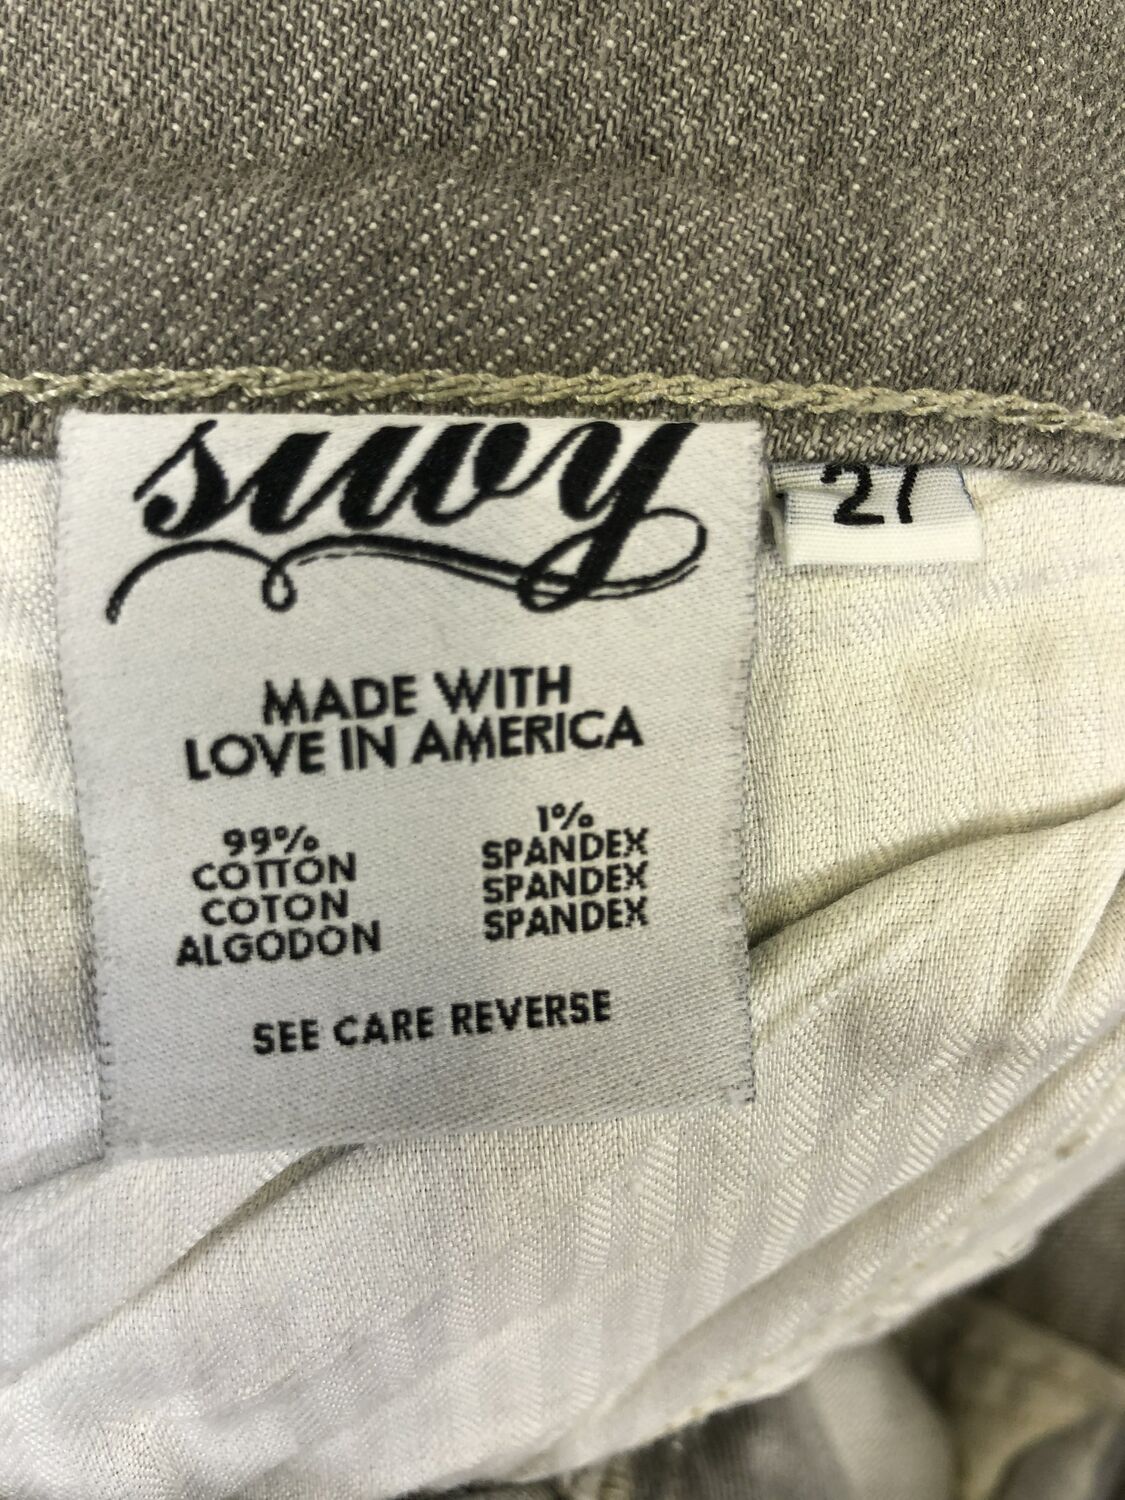 siwy
27
MADE WITH
LOVE IN AMERICA
99%
COTTON
COTON
ALGODON
1%
SPANDEX
SPANDEX
SPANDEX
SEE CARE REVERSE